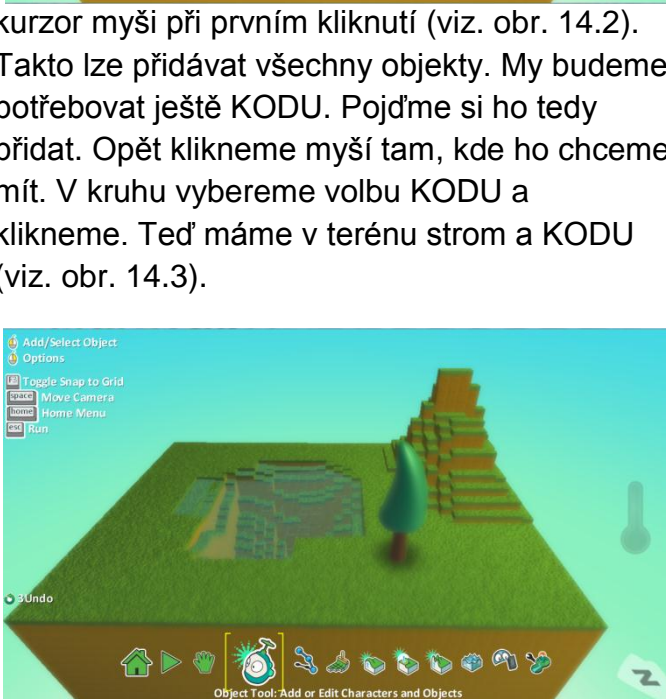 kurzor myši při prvním kliknutí (viz. obr. 14.2).
Takto lze přidávat všechny objekty. My budeme
potřebovat ještě KODU. Pojďme si ho tedy
přidat. Opět klikneme myší tam, kde ho chceme
mít. V kruhu vybereme volbu KODU a
klikneme. Teď máme v terénu strom a KODU
(viz. obr. 14.3).
Add/Select Object
Options
Toggle Snap to Grid
space Move Camera
home Home Menu
esc Run
3Undo
Object Tool: Add or Edit Characters and Objects